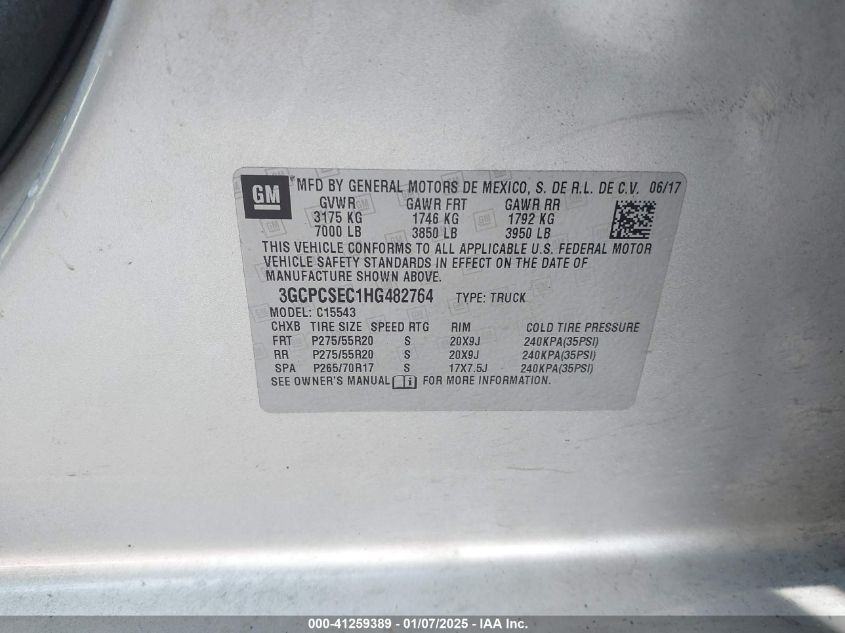 GM
MFD BY GENERAL MOTORS DE MEXICO, S. DE R.L. DE C.V. 06/17
GVWR GAWR FRT GAWR RR
3175 KG 1746 KG 1792 KG
7000 LB 3850 LB 3950 LB
THIS VEHICLE CONFORMS TO ALL APPLICABLE U.S. FEDERAL MOTOR
VEHICLE SAFETY STANDARDS IN EFFECT ON THE DATE OF
MANUFACTURE SHOWN ABOVE.
3GCPCSEC1HG482764 TYPE: TRUCK
MODEL: C15543
CHXB TIRE SIZE SPEED RTG RIM COLD TIRE PRESSURE
FRT P275/55R20 S 20X9J 240KPA(35PSI)
RR P275/55R20 S 20X9J 240KPA(35PSI)
SPA P265/70R17 S 17X7.5J 240KPA(35PSI)
SEE OWNER'S MANUAL FOR MORE INFORMATION.
000-41259389 - 01/07/2025 - IAA Inc.